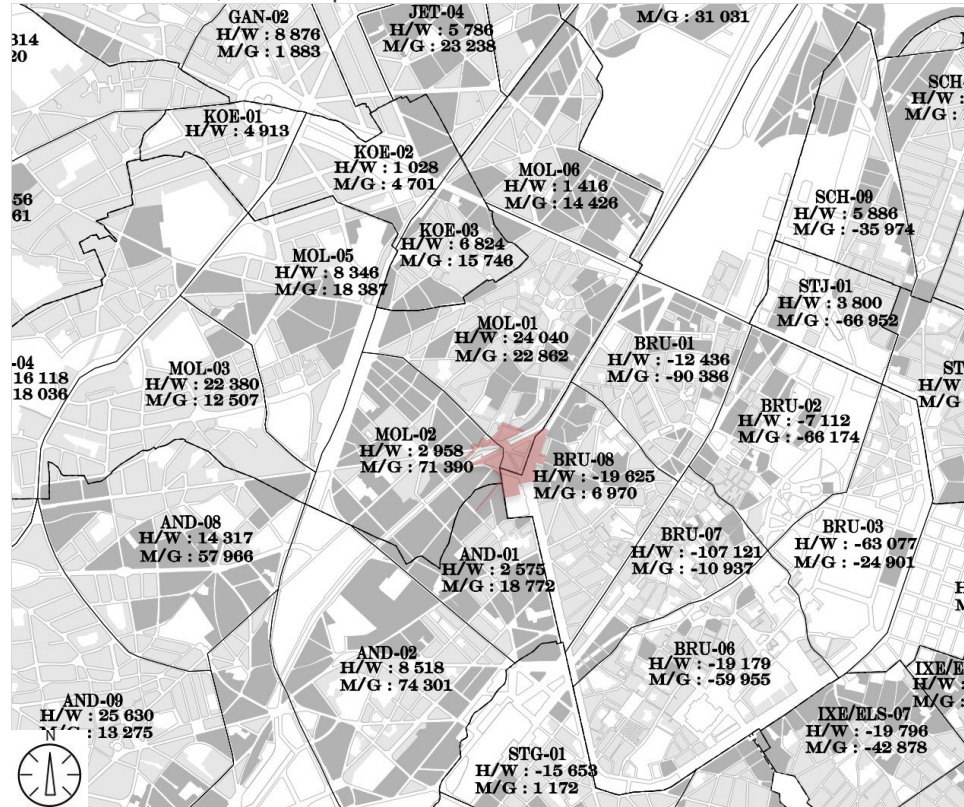 GAN-02
H/W : 8 876
M/G : 1 883
JET-04
H/W : 5 786
M/G : 23 238
M/G : 31 031
314
20
KOE-01
H/W : 4 913
KOE-02
H/W : 1 028
M/G : 4 701
MOL-06
H/W : 1 416
M/G : 14 426
SCH-
H/W :
M/G :
56
61
SCH-09
H/W : 5 886
M/G : -35 974
KOE-03
H/W : 6 824
M/G : 15 746
MOL-05
H/W : 8 346
M/G : 18 387
STJ-01
H/W : 3 800
M/G : -66 952
MOL-01
H/W : 24 040
M/G : 22 862
BRU-01
H/W : -12 436
M/G : -90 386
-04
16 118
18 036
MOL-03
H/W : 22 380
M/G : 12 507
ST
H/W
M/G
BRU-02
H/W : -7 112
M/G : -66 174
MOL-02
H/W : 2 958
M/G : 71 390
BRU-08
H/W : -19 625
M/G : 6 970
AND-08
H/W : 14 317
M/G : 57 966
BRU-07
H/W : -107 121
M/G : -10 937
BRU-03
H/W : -63 077
M/G : -24 901
AND-01
H/W : 2 575
M/G : 18 772
H
M
AND-02
H/W : 8 518
M/G : 74 301
BRU-06
H/W : -19 179
M/G : -59 955
IXE/E
H/W :
M/G :
AND-09
H/W : 25 630
M/G : 13 275
IXE/ELS-07
H/W : -19 796
M/G : -42 878
N
STG-01
H/W : -15 653
M/G : 1 172